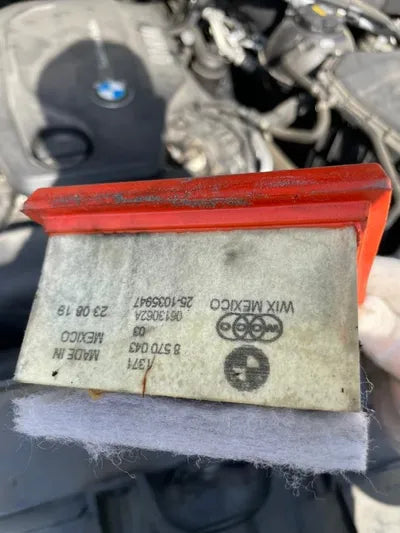 1371
8 570 043
03
0613062A
25-1035947
WIX MEXICO
MADE IN
MEXICO
23 08 19